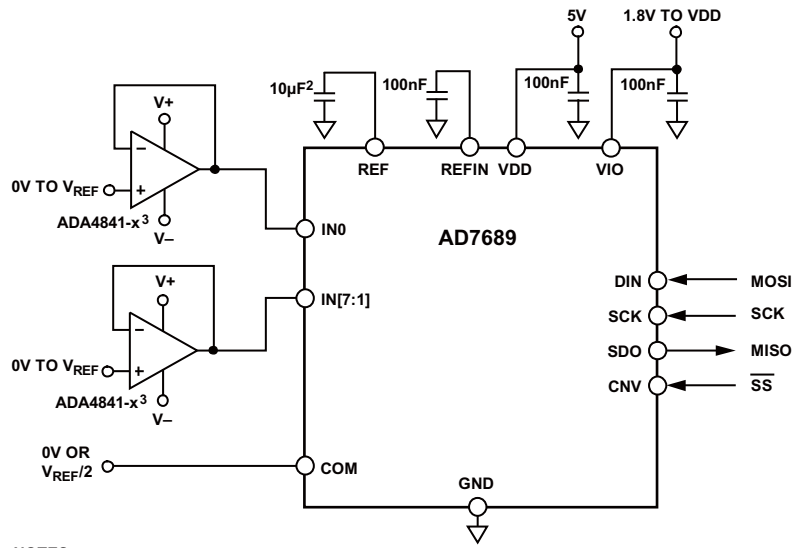 5V
1.8V TO VDD
10µF2
100nF
100nF
100nF
V+
REF
REFIN
VDD
VIO
–
0V TO VREF
+
ADA4841-x3
V–
IN0
AD7689
V+
IN[7:1]
DIN
MOSI
–
SCK
SCK
0V TO VREF
+
SDO
MISO
ADA4841-x3
V–
CNV
SS
0V OR
VREF/2
COM
GND